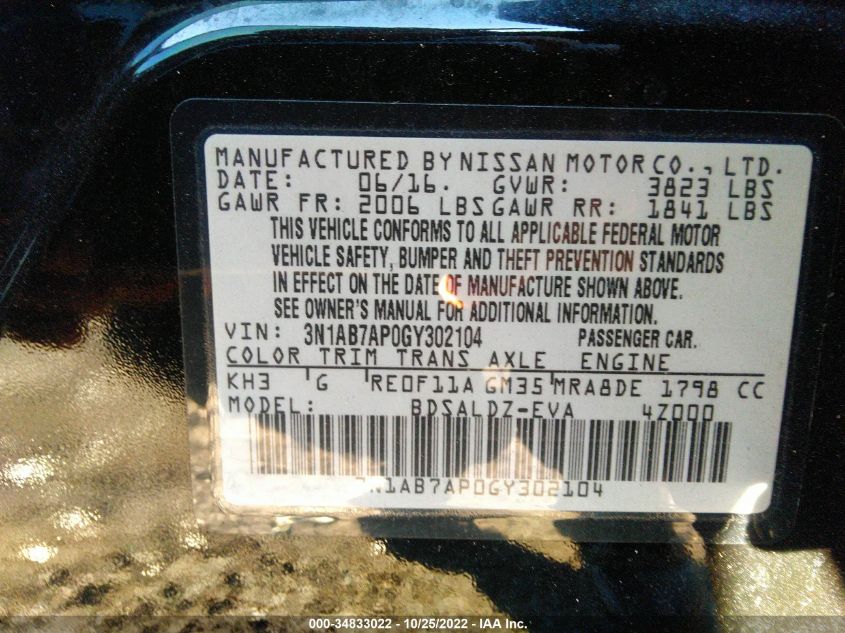 MANUFACTURED BY NISSAN MOTOR CO., LTD.
DATE: 06/16. GVWR: 3823 LBS
GAWR FR: 2006 LBS GAWR RR: 1841 LBS
THIS VEHICLE CONFORMS TO ALL APPLICABLE FEDERAL MOTOR
VEHICLE SAFETY, BUMPER AND THEFT PREVENTION STANDARDS
IN EFFECT ON THE DATE OF MANUFACTURE SHOWN ABOVE.
SEE OWNER'S MANUAL FOR ADDITIONAL INFORMATION.
VIN: 3N1AB7AP0GY302104 PASSENGER CAR.
COLOR TRIM TRANS AXLE ENGINE
KH3 G RE0F11A GM35 MRA8DE 1798 CC
MODEL: BDSALDZ-EVA 4Z000
3N1AB7AP0GY302104
000-34833022 - 10/25/2022 - IAA Inc.